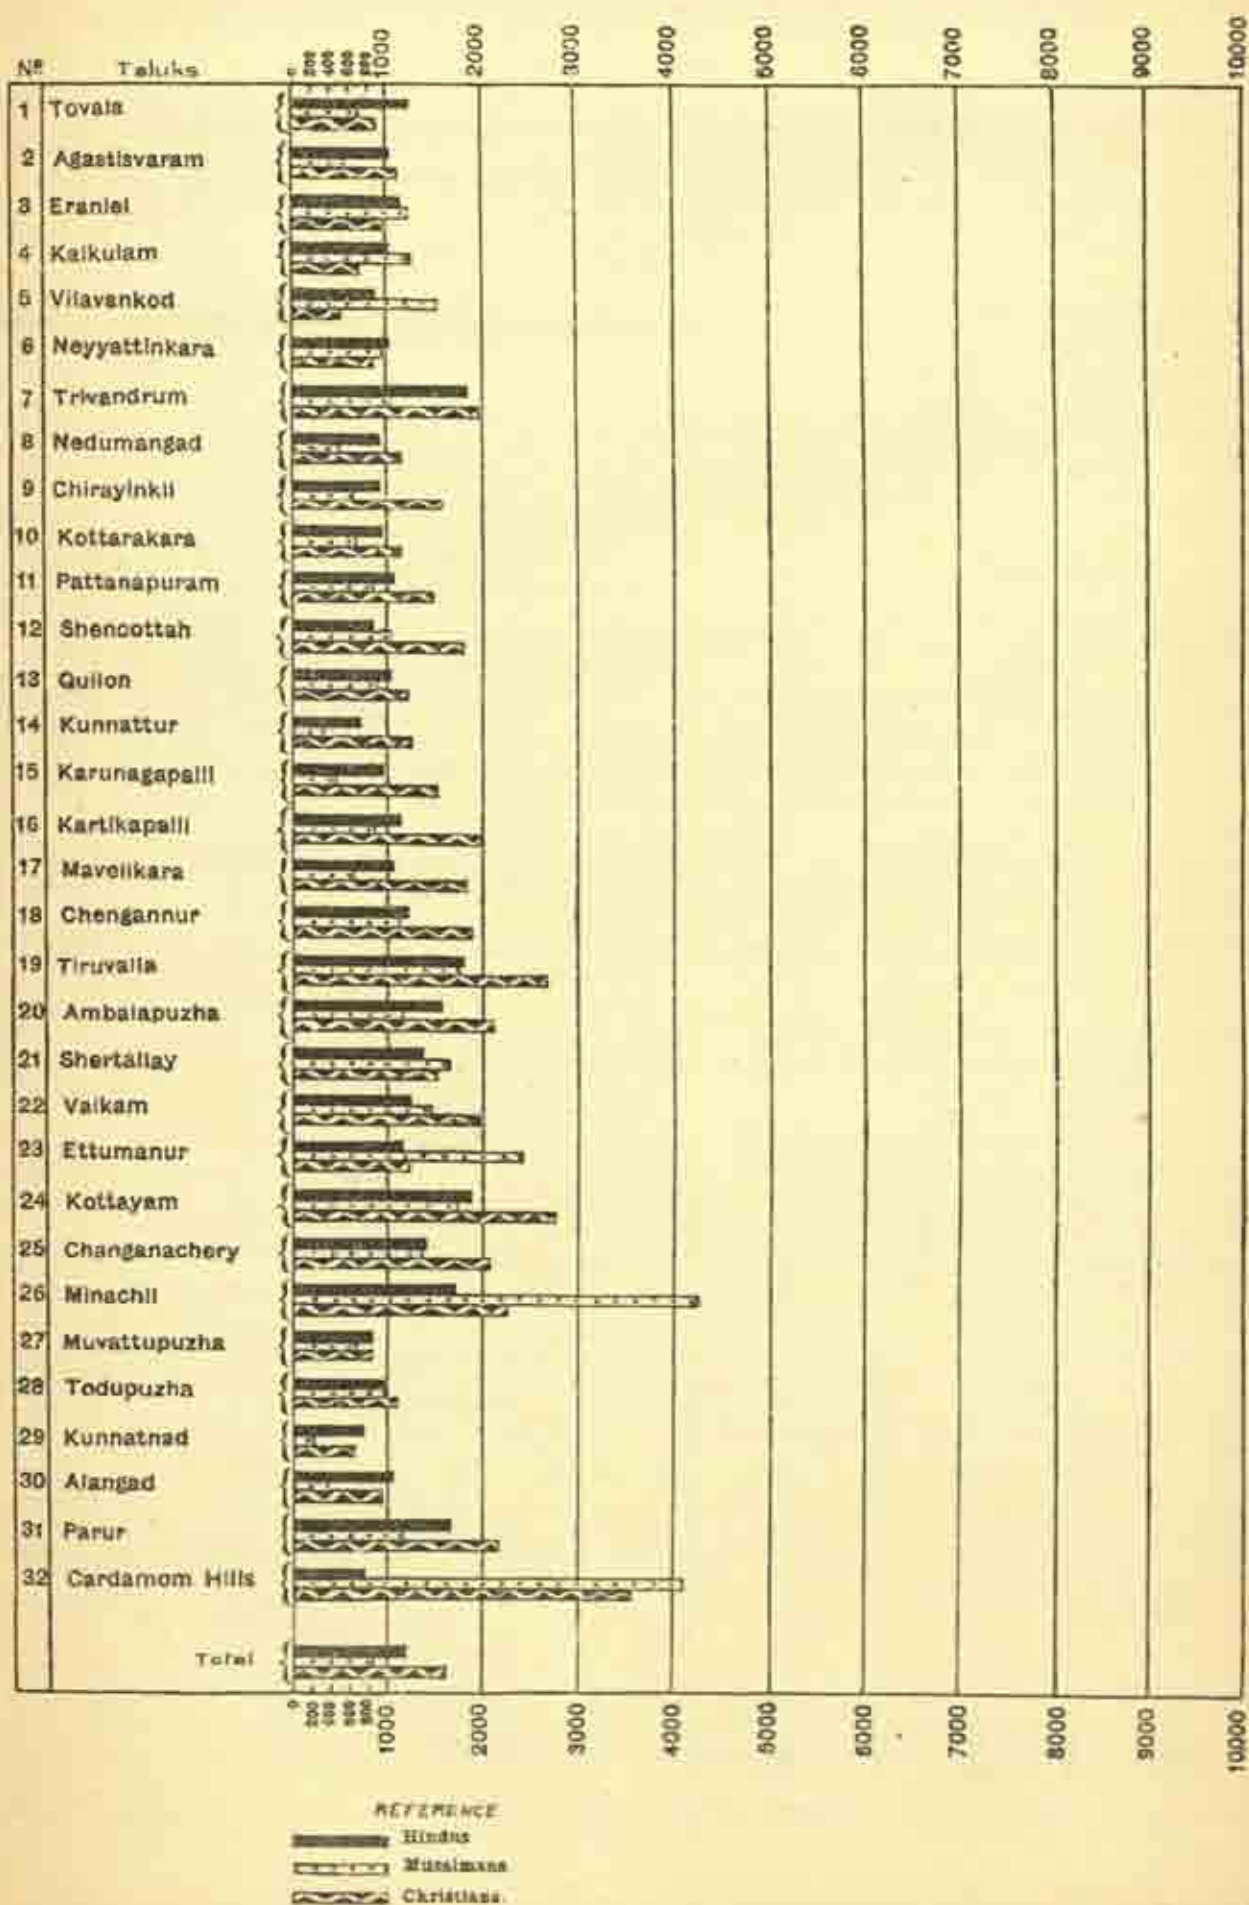 Nº Taluks 0 200 400 600 800 1000 2000 3000 4000 5000 6000 7000 8000 9000 10000
1 Tovala
2 Agastisvaram
3 Eraniel
4 Kalkulam
5 Vilavankod
6 Neyyattinkara
7 Trivandrum
8 Nedumangad
9 Chirayinkil
10 Kottarakara
11 Pattanapuram
12 Shencottah
13 Quilon
14 Kunnattur
15 Karunagapalli
16 Kartikapalli
17 Mavelikara
18 Chengannur
19 Tiruvalla
20 Ambalapuzha
21 Shertallay
22 Vaikam
23 Ettumanur
24 Kottayam
25 Changanachery
26 Minachil
27 Muvattupuzha
28 Todupuzha
29 Kunnatnad
30 Alangad
31 Parur
32 Cardamom Hills
Total
0 200 400 600 800 1000 2000 3000 4000 5000 6000 7000 8000 9000 10000
REFERENCE
Hindus
Musalmans
Christians.